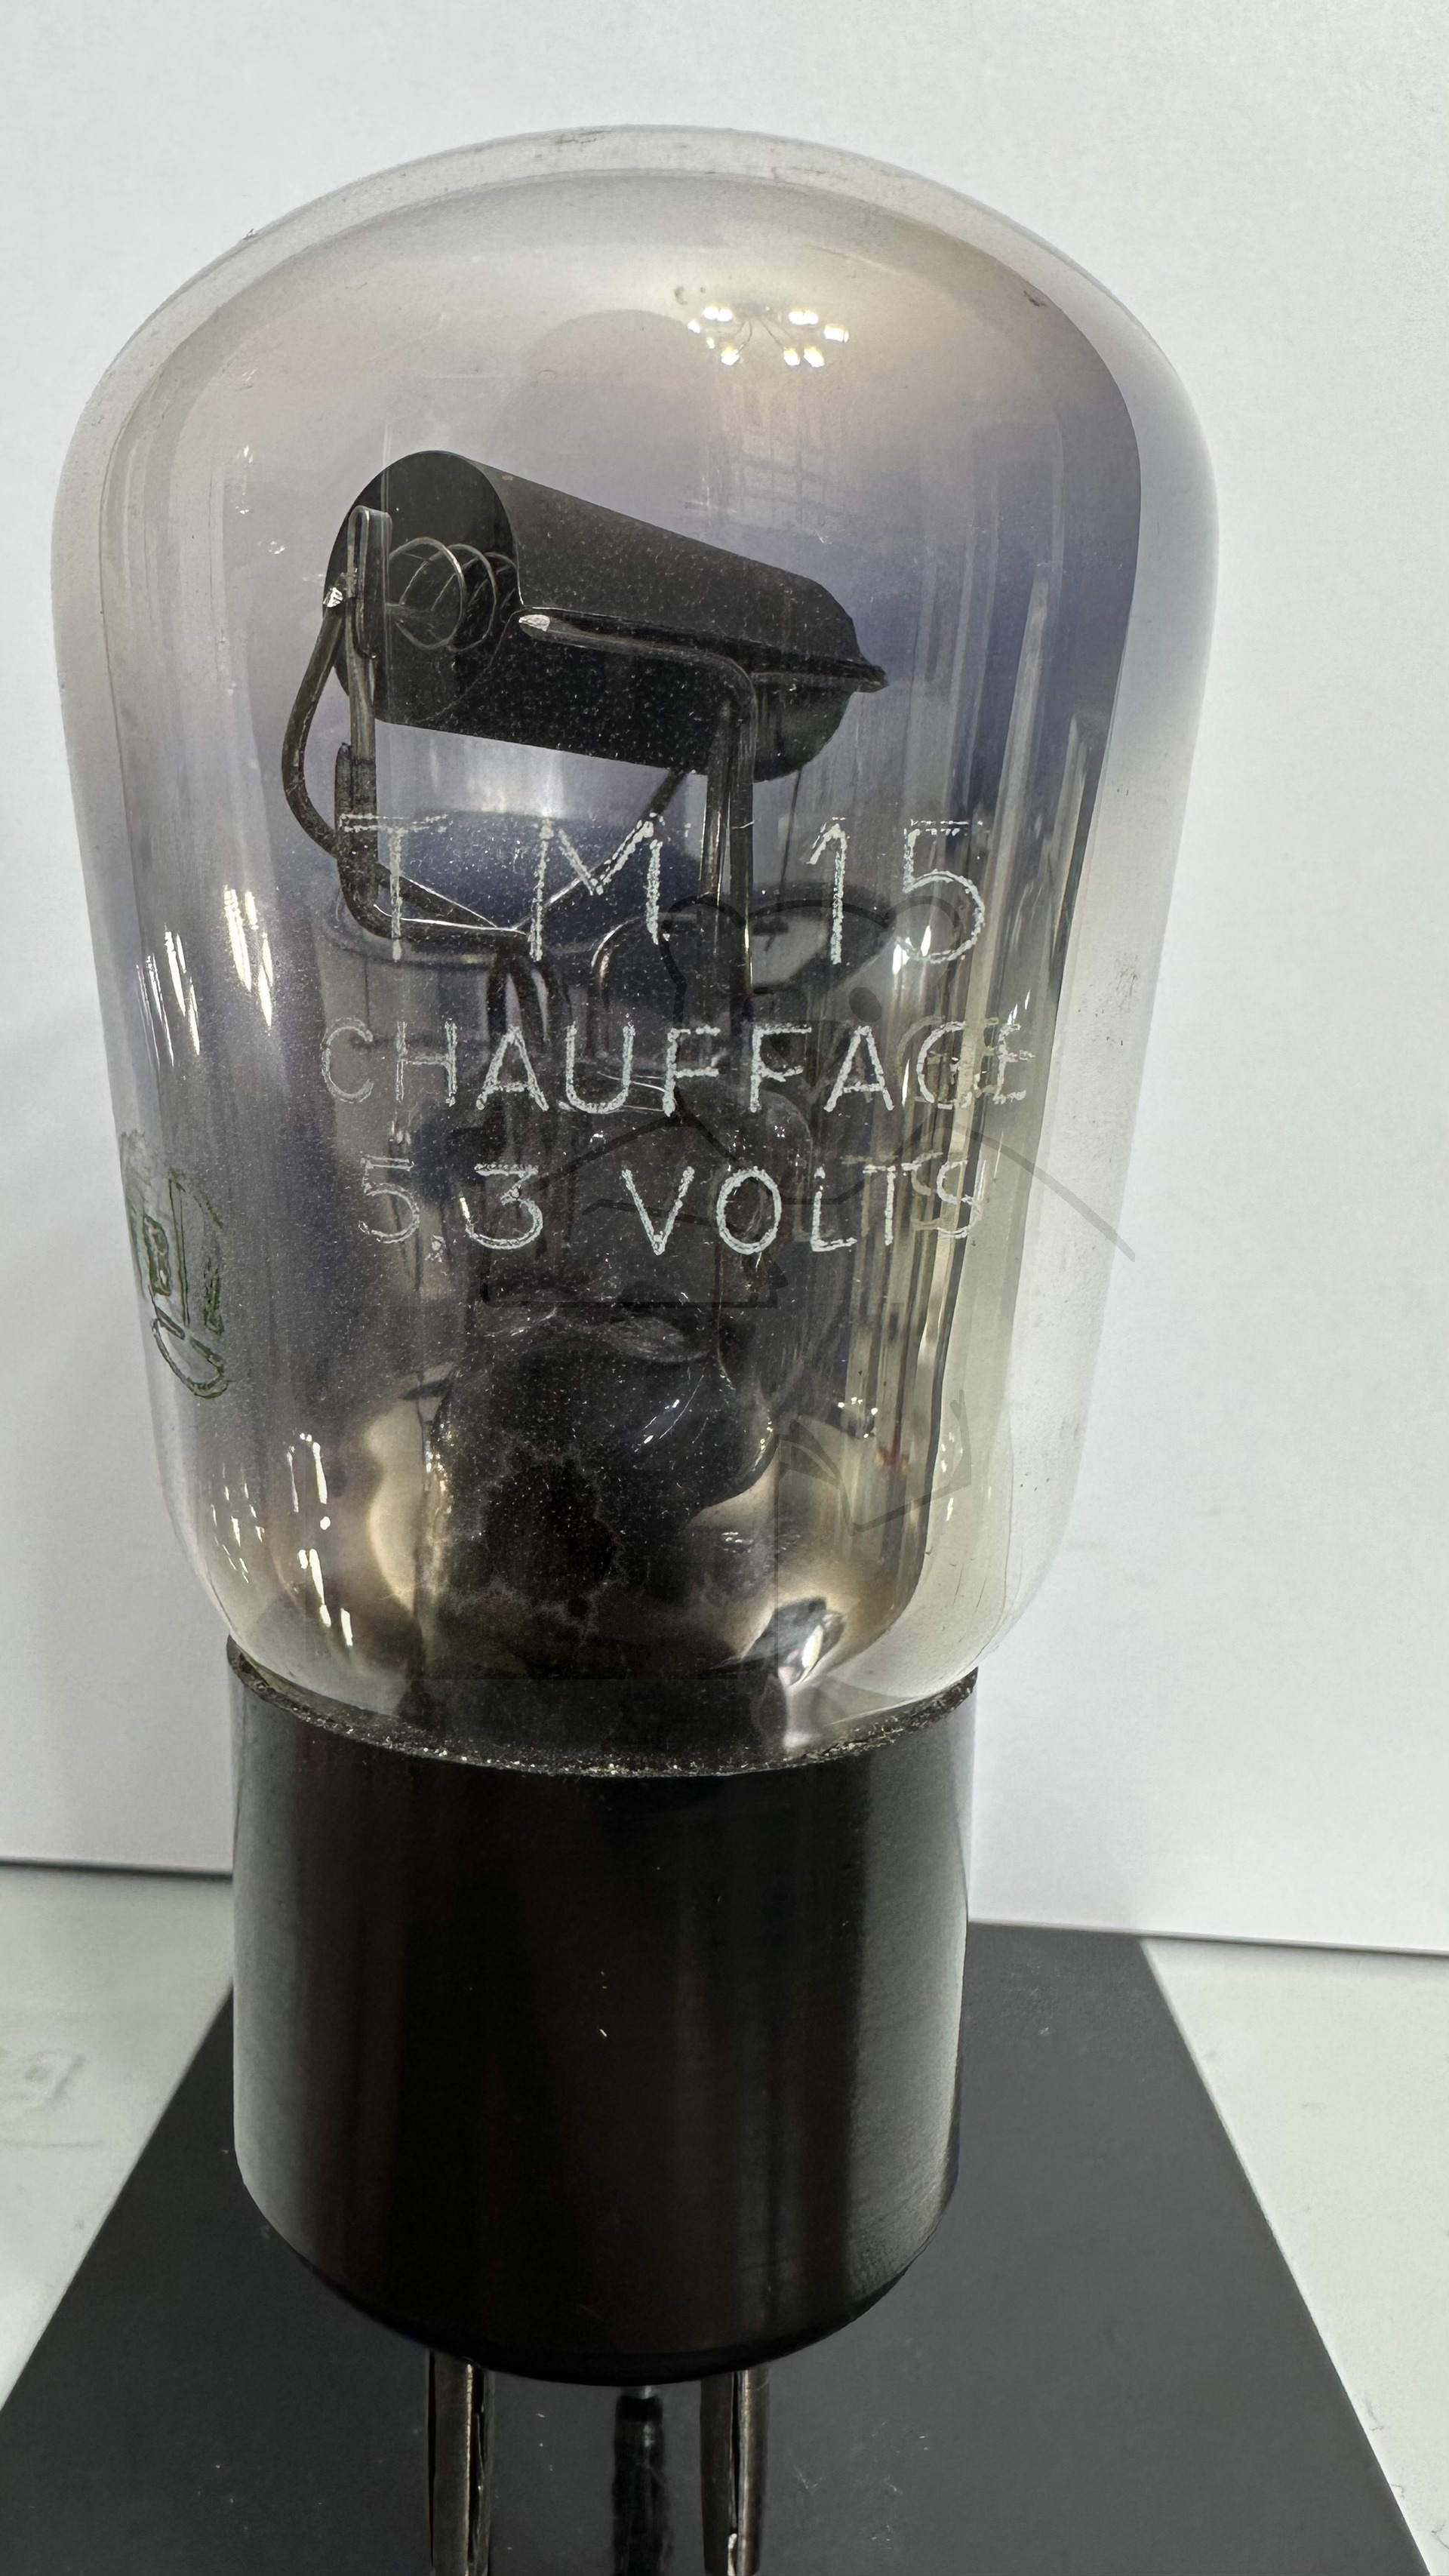 TM 15
CHAUFFAGE
5,3 VOLTS